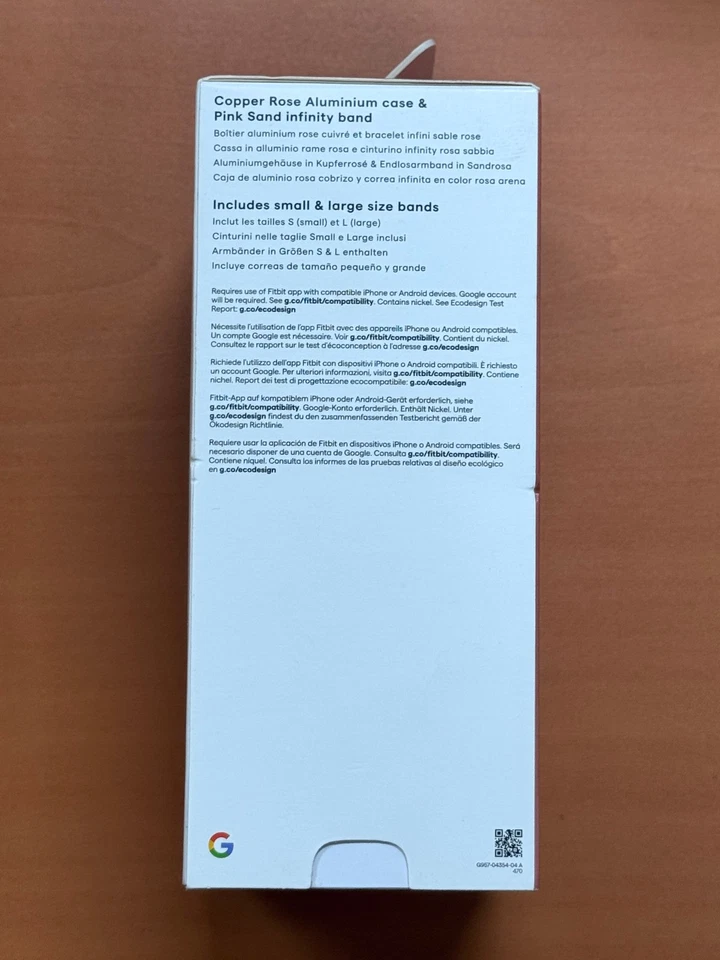 Copper Rose Aluminium case &
Pink Sand infinity band
Boîtier aluminium rose cuivré et bracelet infini sable rose
Cassa in alluminio rame rosa e cinturino infinity rosa sabbia
Aluminiumgehäuse in Kupferrosé & Endlosarmband in Sandrosa
Caja de aluminio rosa cobrizo y correa infinita en color rosa arena
Includes small & large size bands
Inclut les tailles S (small) et L (large)
Cinturini nelle taglie Small e Large inclusi
Armbänder in Größen S & L enthalten
Incluye correas de tamaño pequeño y grande
Requires use of Fitbit app with compatible iPhone or Android devices. Google account
will be required. See g.co/fitbit/compatibility. Contains nickel. See Ecodesign Test
Report: g.co/ecodesign
Nécessite l'utilisation de l'app Fitbit avec des appareils iPhone ou Android compatibles.
Un compte Google est nécessaire. Voir g.co/fitbit/compatibility. Contient du nickel.
Consultez le rapport sur le test d'écoconception à l'adresse g.co/ecodesign
Richiede l'utilizzo dell'app Fitbit con dispositivi iPhone o Android compatibili. È richiesto
un account Google. Per ulteriori informazioni, visita g.co/fitbit/compatibility. Contiene
nichel. Report dei test di progettazione ecocompatibile: g.co/ecodesign
Fitbit-App auf kompatiblem iPhone oder Android-Gerät erforderlich, siehe
g.co/fitbit/compatibility. Google-Konto erforderlich. Enthält Nickel. Unter
g.co/ecodesign findest du den zusammenfassenden Testbericht gemäß der
Ökodesign Richtlinie.
Requiere usar la aplicación de Fitbit en dispositivos iPhone o Android compatibles. Será
necesario disponer de una cuenta de Google. Consulta g.co/fitbit/compatibility.
Contiene níquel. Consulta los informes de las pruebas relativas al diseño ecológico
en g.co/ecodesign
G
G957-04354-04 A
470